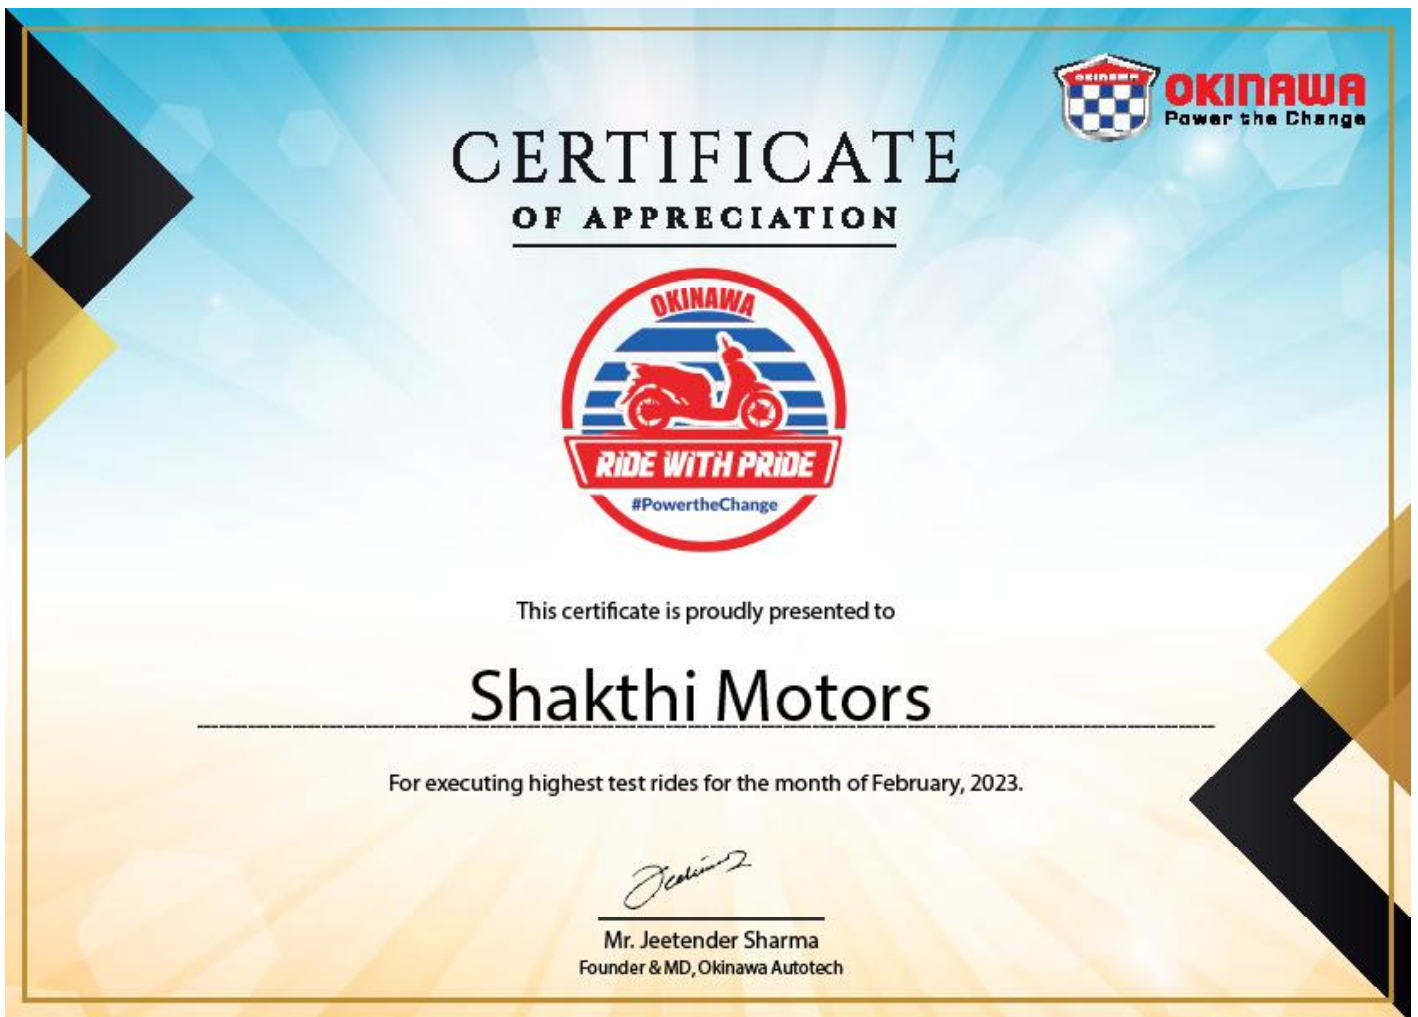 OKINAWA
OKINAWA
Power the Change
CERTIFICATE
OF APPRECIATION
OKINAWA
RIDE WITH PRIDE
#PowertheChange
This certificate is proudly presented to
Shakthi Motors
For executing highest test rides for the month of February, 2023.
Mr. Jeetender Sharma
Founder & MD, Okinawa Autotech